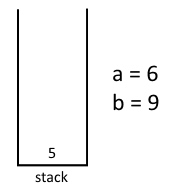 a = 6
b = 9
5
stack